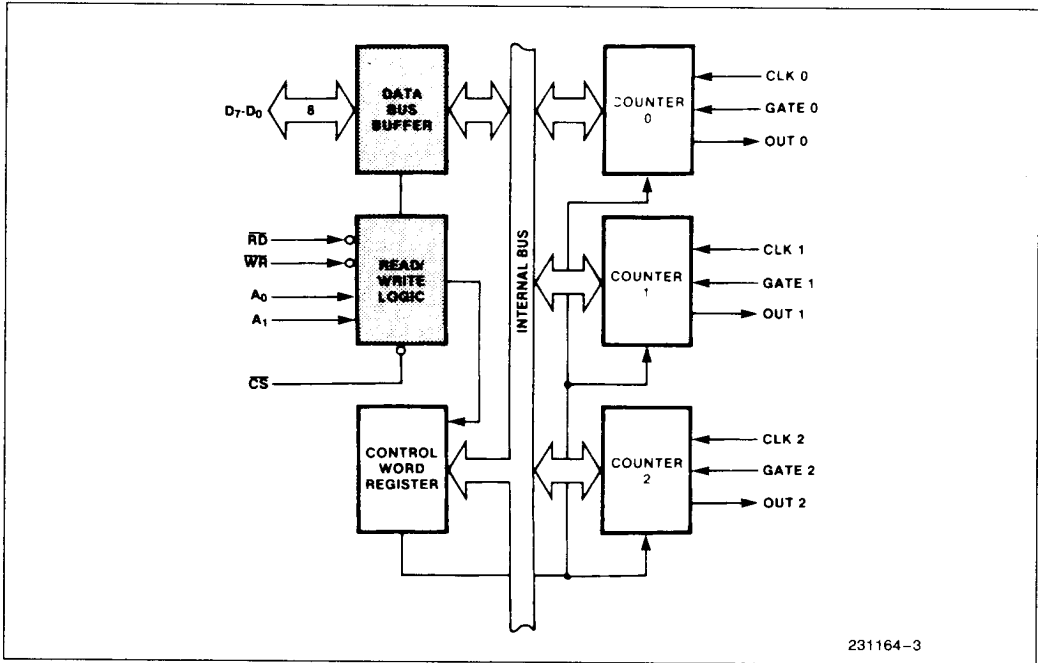 D7-D0
8
DATA
BUS
BUFFER
RD
WR
A0
A1
CS
READ/
WRITE
LOGIC
CONTROL
WORD
REGISTER
INTERNAL BUS
COUNTER
0
CLK 0
GATE 0
OUT 0
COUNTER
1
CLK 1
GATE 1
OUT 1
COUNTER
2
CLK 2
GATE 2
OUT 2
231164-3